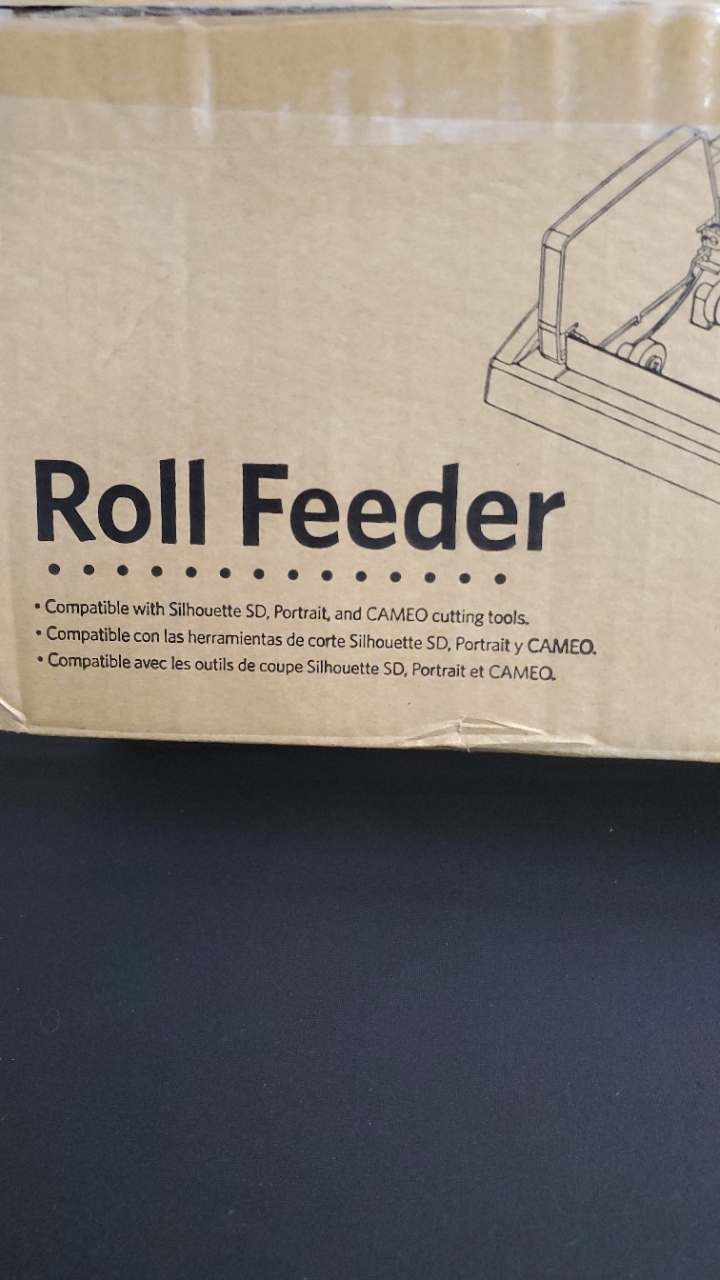 Roll Feeder
• Compatible with Silhouette SD, Portrait, and CAMEO cutting tools.
• Compatible con las herramientas de corte Silhouette SD, Portrait y CAMEO.
• Compatible avec les outils de coupe Silhouette SD, Portrait et CAMEO.